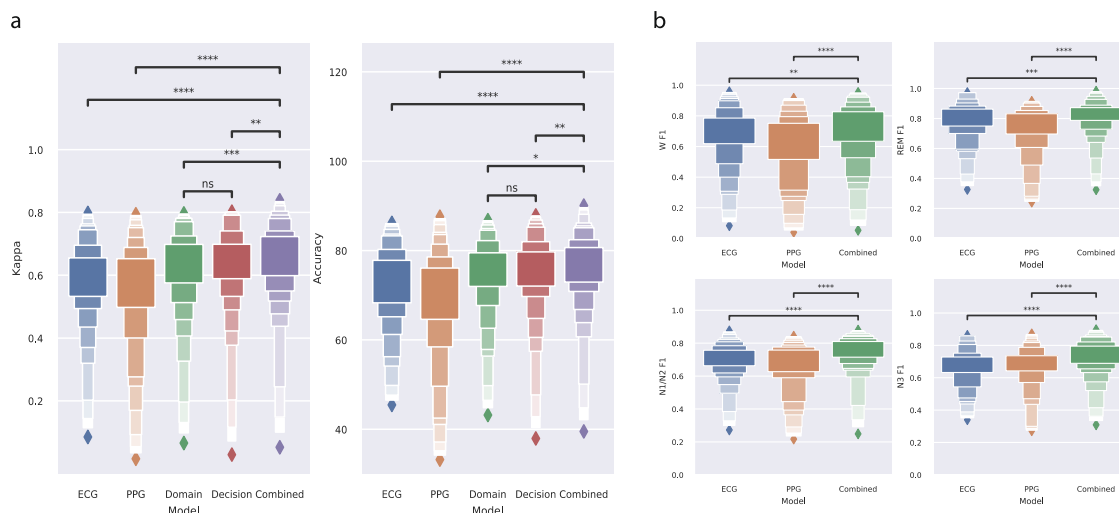 a
b
****
****
**
***
ns
1.0
0.8
0.6
0.4
0.2
Kappa
ECG PPG Domain Decision Combined
Model
****
****
**
*
ns
120
100
80
60
40
Accuracy
ECG PPG Domain Decision Combined
Model
****
**
1.0
0.8
0.6
0.4
0.2
0.0
W F1
ECG PPG Combined
Model
****
***
1.0
0.8
0.6
0.4
0.2
0.0
REM F1
ECG PPG Combined
Model
****
****
1.0
0.8
0.6
0.4
0.2
0.0
N1/N2 F1
ECG PPG Combined
Model
****
****
1.0
0.8
0.6
0.4
0.2
0.0
N3 F1
ECG PPG Combined
Model